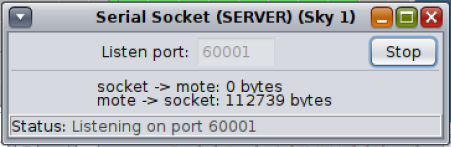 Serial Socket (SERVER) (Sky 1)
Listen port: 60001 Stop
socket -> mote: 0 bytes
mote -> socket: 112739 bytes
Status: Listening on port 60001